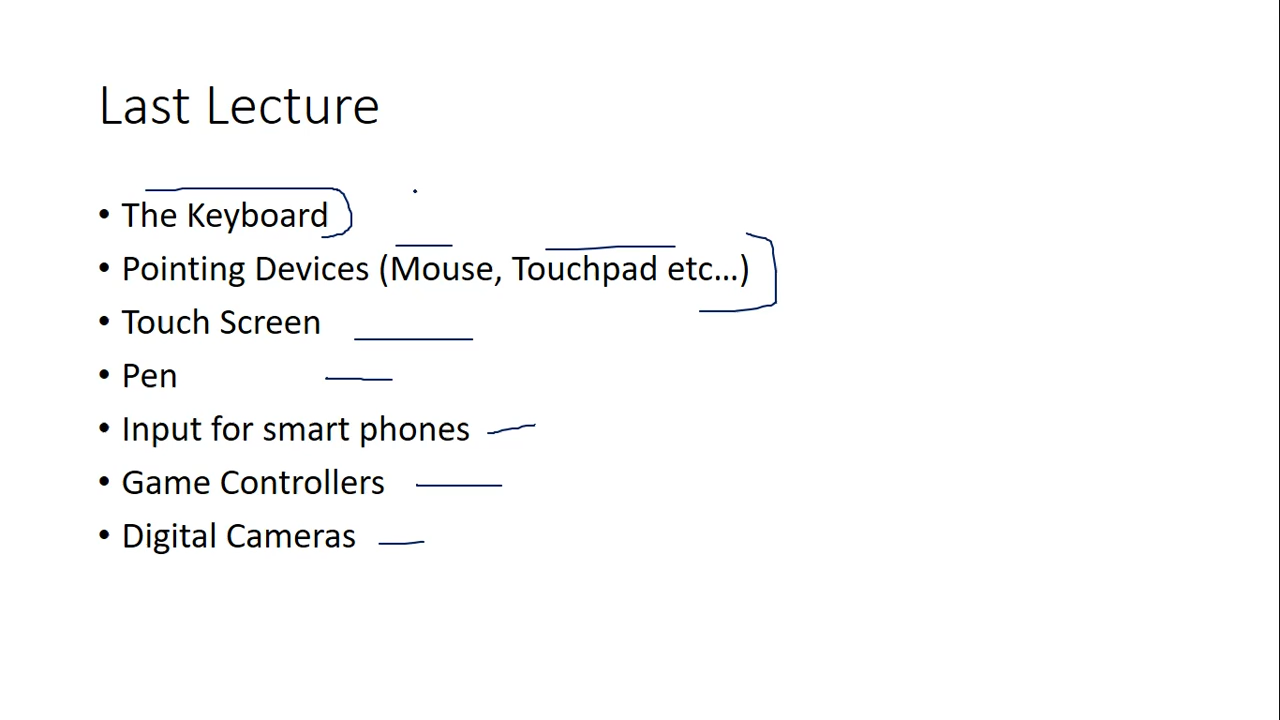 Last Lecture
• The Keyboard
• Pointing Devices (Mouse, Touchpad etc...)
• Touch Screen
• Pen
• Input for smart phones
• Game Controllers
• Digital Cameras